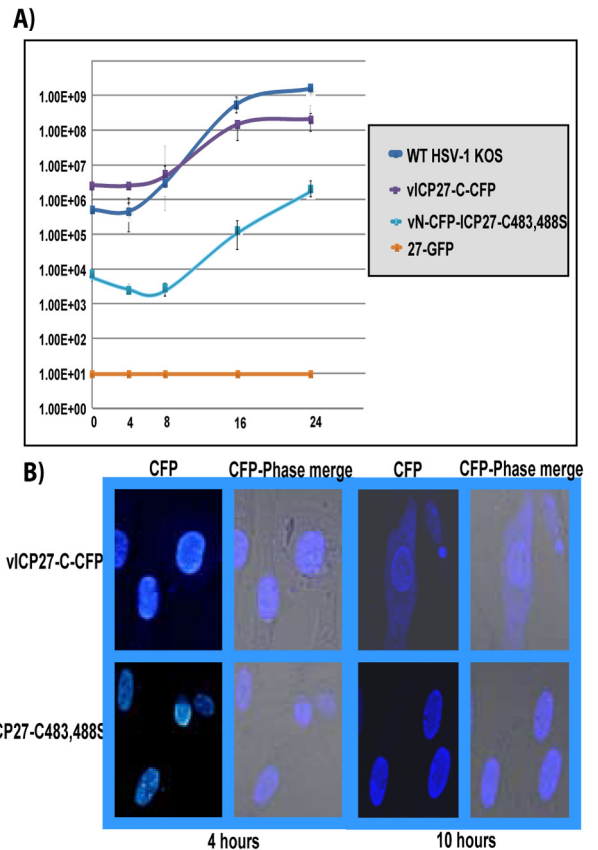 A)
1.00E+09
1.00E+08
1.00E+07
1.00E+06
1.00E+05
1.00E+04
1.00E+03
1.00E+02
1.00E+01
1.00E+00
0 4 8 16 24
WT HSV-1 KOS
vICP27-C-CFP
vN-CFP-ICP27-C483,488S
27-GFP
B)
CFP CFP-Phase merge CFP CFP-Phase merge
vICP27-C-CFP
CP27-C483,488S
4 hours 10 hours